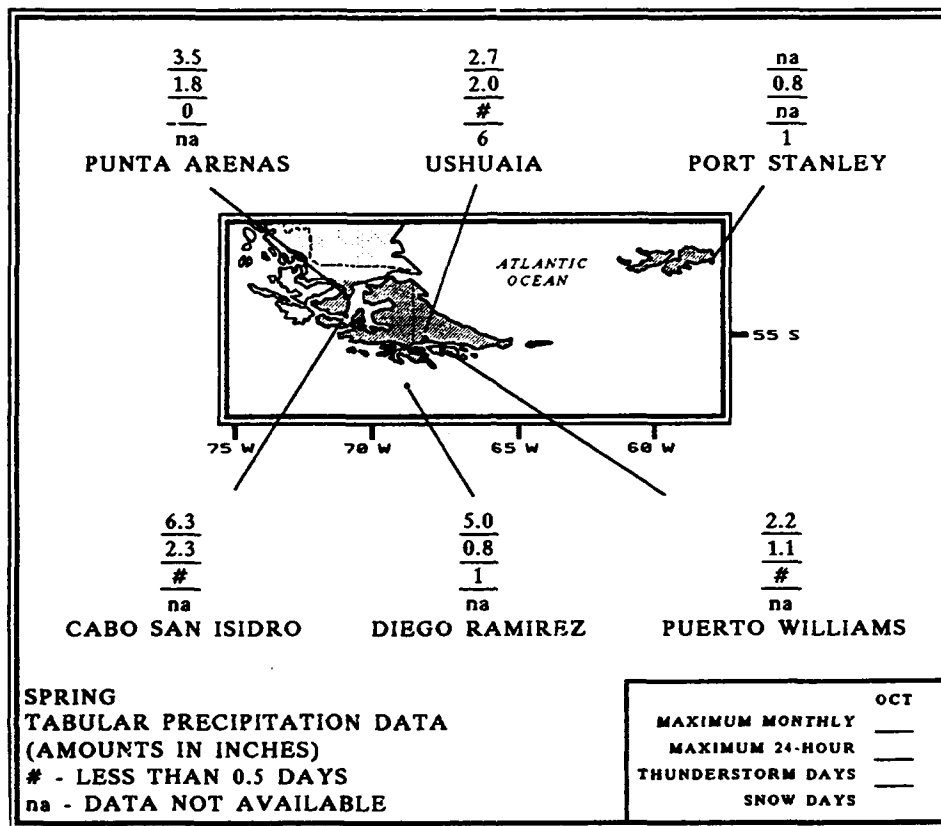 3.5
1.8
0
na
PUNTA ARENAS
2.7
2.0
#
6
USHUAIA
na
0.8
na
1
PORT STANLEY
ATLANTIC
OCEAN
55 S
75 W
70 W
65 W
60 W
6.3
2.3
#
na
CABO SAN ISIDRO
5.0
0.8
1
na
DIEGO RAMIREZ
2.2
1.1
#
na
PUERTO WILLIAMS
SPRING
TABULAR PRECIPITATION DATA
(AMOUNTS IN INCHES)
# - LESS THAN 0.5 DAYS
na - DATA NOT AVAILABLE
OCT
MAXIMUM MONTHLY
MAXIMUM 24-HOUR
THUNDERSTORM DAYS
SNOW DAYS